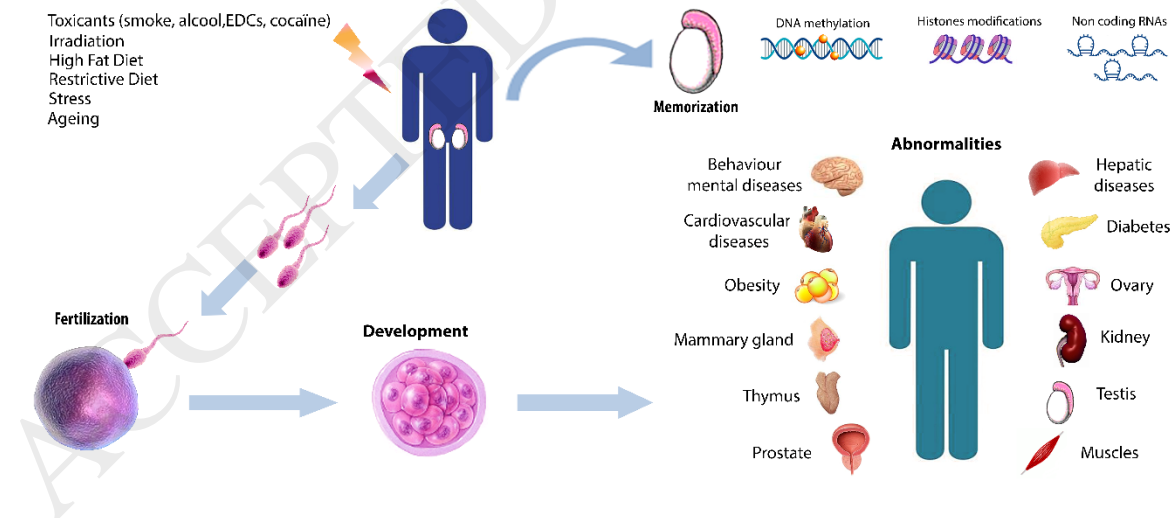 Toxicants (smoke, alcool,EDCs, cocaïne)
Irradiation
High Fat Diet
Restrictive Diet
Stress
Ageing
Memorization
DNA methylation
Histones modifications
Non coding RNAs
Fertilization
Development
Abnormalities
Behaviour
mental diseases
Cardiovascular
diseases
Obesity
Mammary gland
Thymus
Prostate
Hepatic
diseases
Diabetes
Ovary
Kidney
Testis
Muscles
ACCEPTED